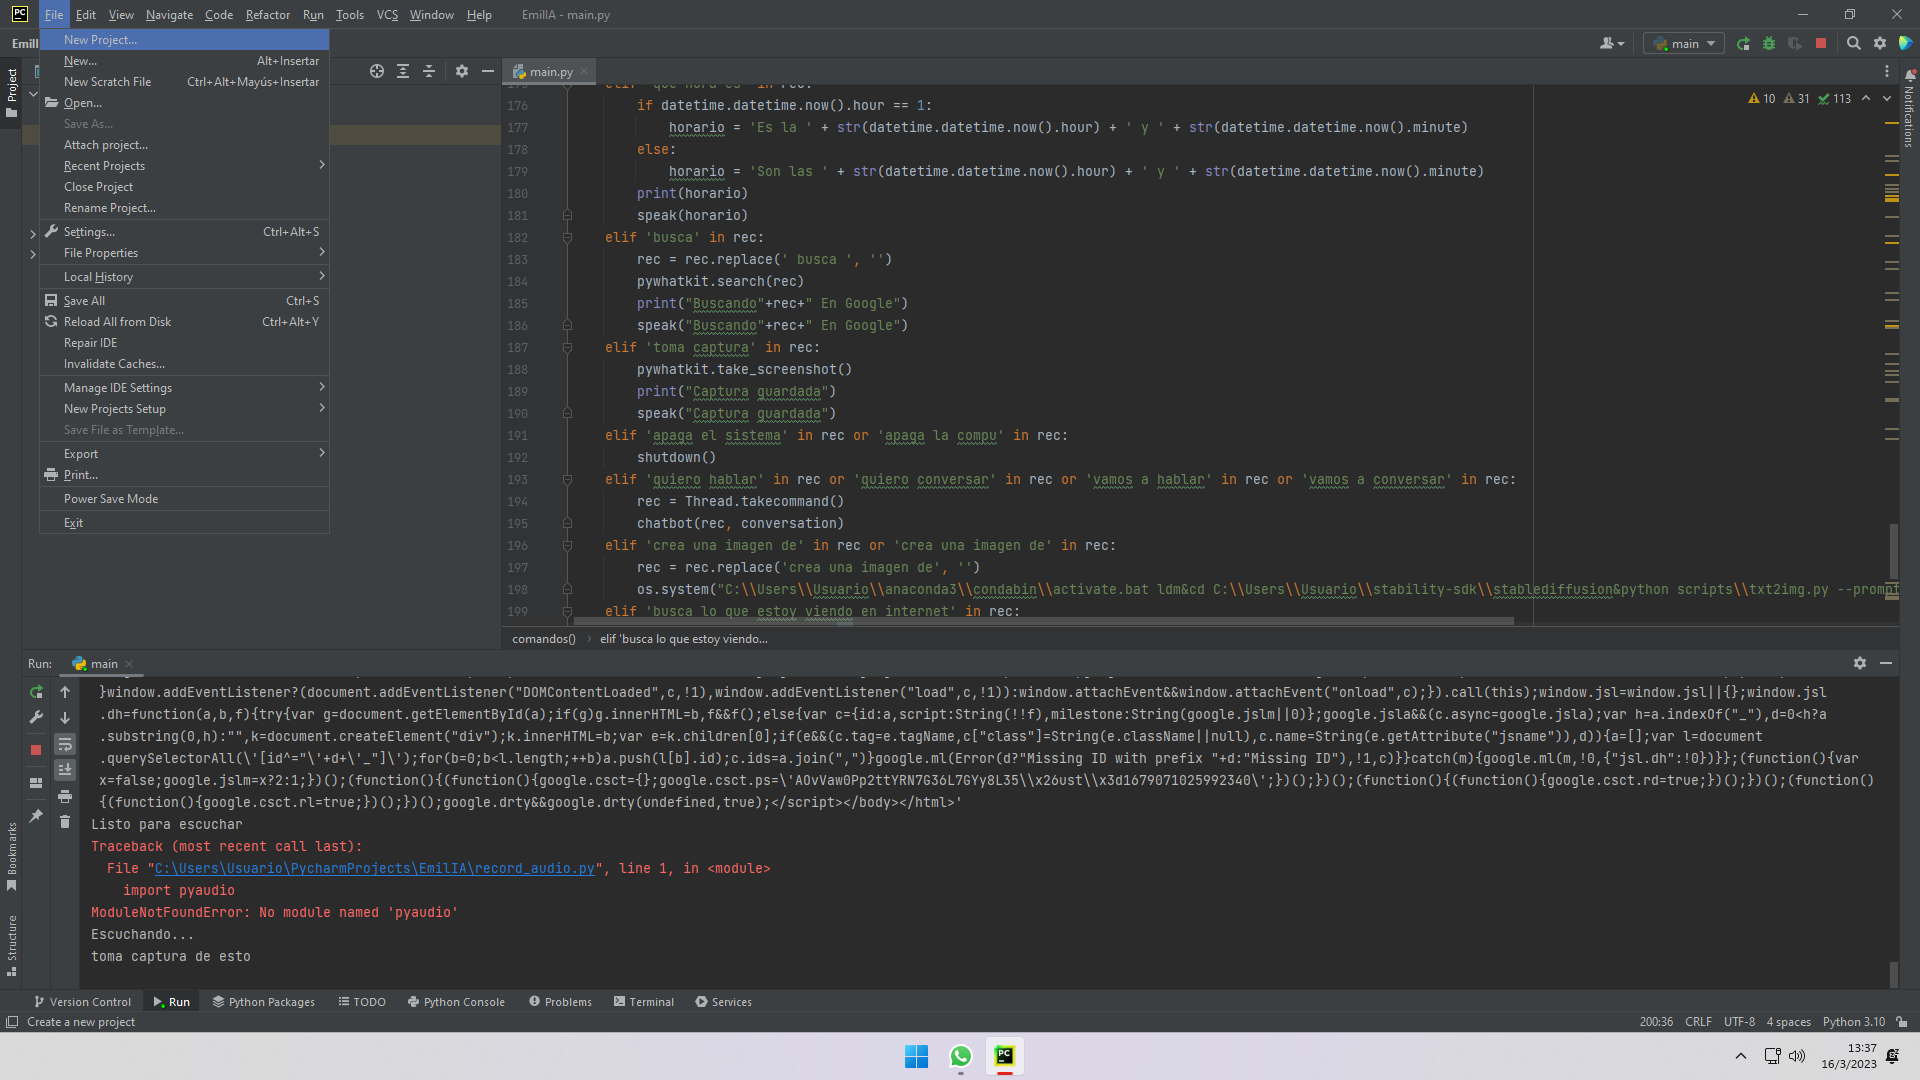 File Edit View Navigate Code Refactor Run Tools VCS Window Help EmilIA - main.py
Emil
main
Project
New Project...
New... Alt+Insertar
New Scratch File Ctrl+Alt+Mayús+Insertar
Open...
Save As...
Attach project...
Recent Projects
Close Project
Rename Project...
Settings... Ctrl+Alt+S
File Properties
Local History
Save All Ctrl+S
Reload All from Disk Ctrl+Alt+Y
Repair IDE
Invalidate Caches...
Manage IDE Settings
New Projects Setup
Save File as Template...
Export
Print...
Power Save Mode
Exit
main.py
10 31 113
Notifications
176 if datetime.datetime.now().hour == 1:
177 horario = 'Es la ' + str(datetime.datetime.now().hour) + ' y ' + str(datetime.datetime.now().minute)
178 else:
179 horario = 'Son las ' + str(datetime.datetime.now().hour) + ' y ' + str(datetime.datetime.now().minute)
180 print(horario)
181 speak(horario)
182 elif 'busca' in rec:
183 rec = rec.replace(' busca ', '')
184 pywhatkit.search(rec)
185 print("Buscando"+rec+" En Google")
186 speak("Buscando"+rec+" En Google")
187 elif 'toma captura' in rec:
188 pywhatkit.take_screenshot()
189 print("Captura guardada")
190 speak("Captura guardada")
191 elif 'apaga el sistema' in rec or 'apaga la compu' in rec:
192 shutdown()
193 elif 'quiero hablar' in rec or 'quiero conversar' in rec or 'vamos a hablar' in rec or 'vamos a conversar' in rec:
194 rec = Thread.takecommand()
195 chatbot(rec, conversation)
196 elif 'crea una imagen de' in rec or 'crea una imagen de' in rec:
197 rec = rec.replace('crea una imagen de', '')
198 os.system("C:\\Users\\Usuario\\anaconda3\\condabin\\activate.bat ldm&cd C:\\Users\\Usuario\\stability-sdk\\stablediffusion&python scripts\\txt2img.py --prompt
199 elif 'busca lo que estoy viendo en internet' in rec:
comandos() elif 'busca lo que estoy viendo...
Run: main
}window.addEventListener?(document.addEventListener("DOMContentLoaded",c,!1),window.addEventListener("load",c,!1)):window.attachEvent&&window.attachEvent("onload",c);}).call(this);window.jsl=window.jsl||{};window.jsl
.dh=function(a,b,f){try{var g=document.getElementById(a);if(g)g.innerHTML=b,f&&f();else{var c={id:a,script:String(!!f),milestone:String(google.jslm||0)};google.jsla&&(c.async=google.jsla);var h=a.indexOf("_"),d=0<h?a
.substring(0,h):"",k=document.createElement("div");k.innerHTML=b;var e=k.children[0];if(e&&(c.tag=e.tagName,c["class"]=String(e.className||null),c.name=String(e.getAttribute("jsname")),d)){a=[];var l=document
.querySelectorAll(\'[id^="\'+d+\'_"]\');for(b=0;b<l.length;++b)a.push(l[b].id);c.ids=a.join(",")}google.ml(Error(d?"Missing ID with prefix "+d:"Missing ID"),!1,c)}}catch(m){google.ml(m,!0,{"jsl.dh":!0})}};(function(){var
x=false;google.jslm=x?2:1;})();(function(){(function(){google.csct={};google.csct.ps=\'AOvVaw0Pp2ttYRN7G36L7GYy8L35\\x26ust\\x3d1679071025992340\';})();})();(function(){(function(){google.csct.rd=true;})();})();(function()
{(function(){google.csct.rl=true;})();})();google.drty&&google.drty(undefined,true);</script></body></html>'
Listo para escuchar
Traceback (most recent call last):
File "C:\Users\Usuario\PycharmProjects\EmilIA\record_audio.py", line 1, in <module>
import pyaudio
ModuleNotFoundError: No module named 'pyaudio'
Escuchando...
toma captura de esto
Bookmarks
Structure
Version Control Run Python Packages TODO Python Console Problems Terminal Services
Create a new project 200:36 CRLF UTF-8 4 spaces Python 3.10
13:37
16/3/2023